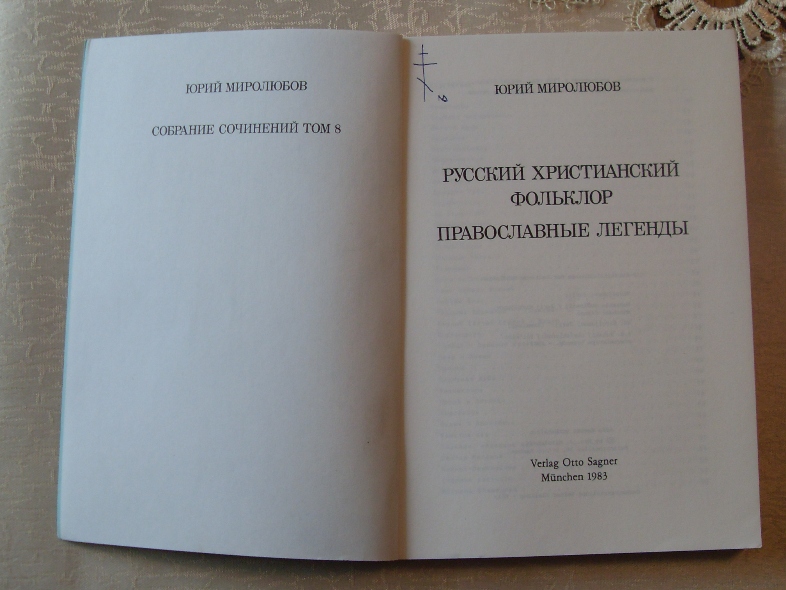 ЮРИЙ МИРОЛЮБОВ
СОБРАНИЕ СОЧИНЕНИЙ ТОМ 8
ЮРИЙ МИРОЛЮБОВ
РУССКИЙ ХРИСТИАНСКИЙ
ФОЛЬКЛОР
ПРАВОСЛАВНЫЕ ЛЕГЕНДЫ
Verlag Otto Sagner
München 1983